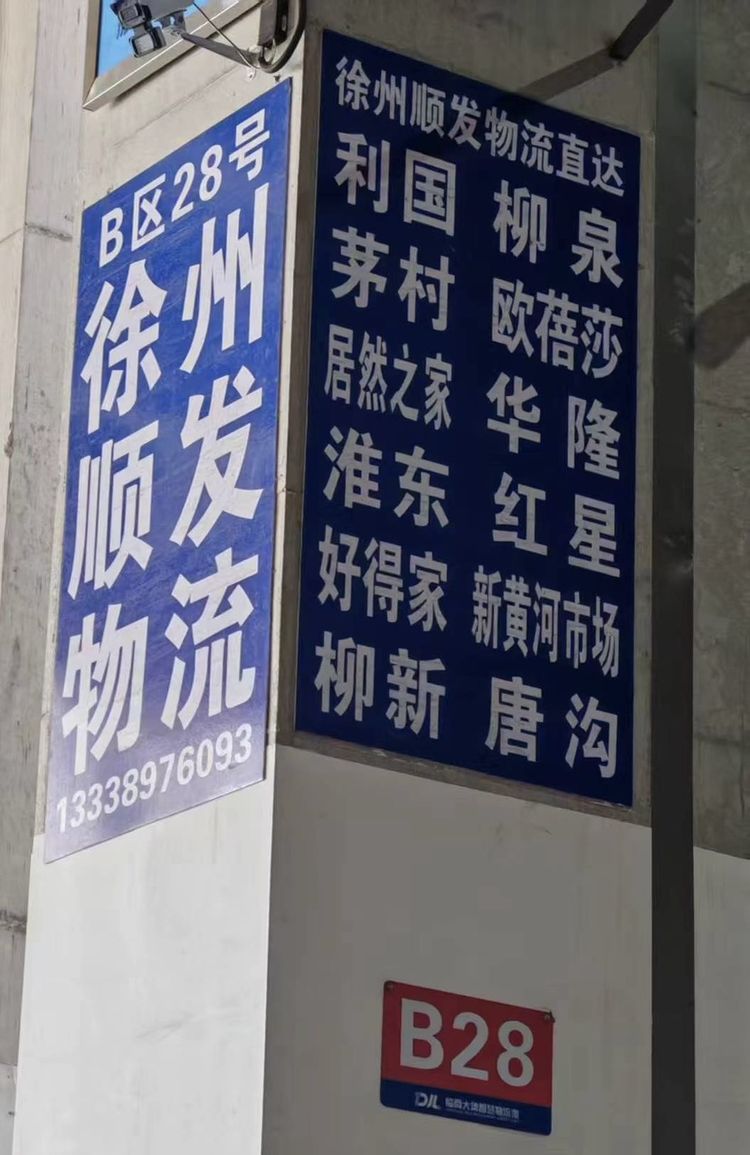 B区28号
徐州
顺发
物流
13338976093
徐州顺发物流直达
利国 柳泉
茅村 欧蓓莎
居然之家 华隆
淮东 红星
好得家 新黄河市场
柳新 唐沟
B28